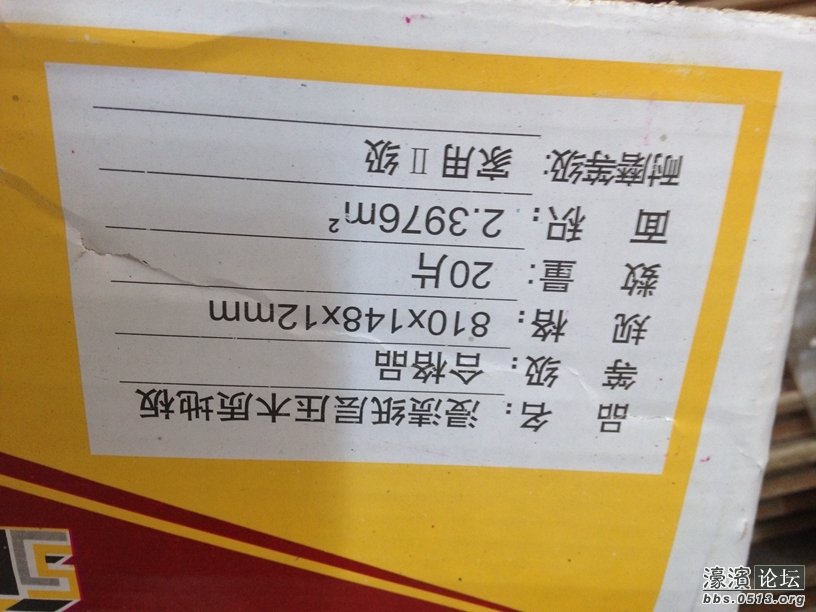 品 名：浸渍纸层压木质地板
等 级：合格品
规 格：810x148x12mm
数 量：20片
面 积：2.3976m²
耐磨等级：家用Ⅱ级
濠濱论坛
bbs.0513.org